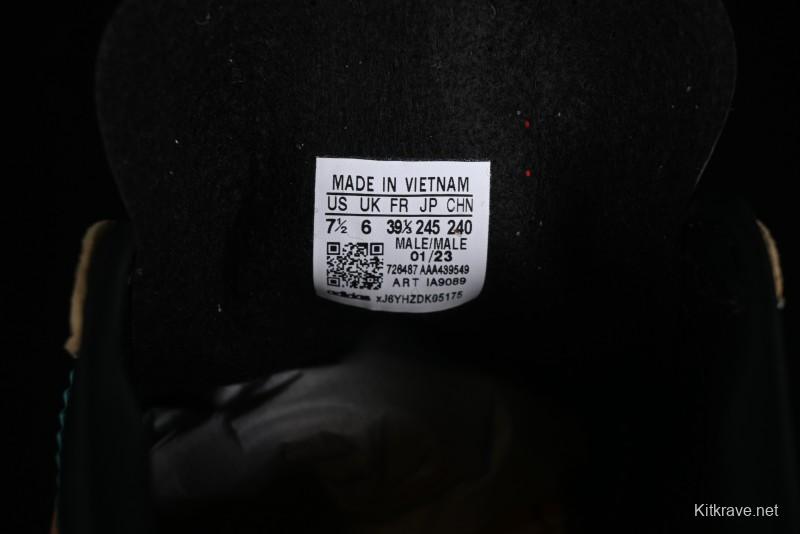 MADE IN VIETNAM
US UK FR JP CHN
7½ 6 39⅓ 245 240
MALE/MALE
01/23
726487 AAA439549
ART IA9089
adidas xJ6YHZDK05175
Kitkrave.net